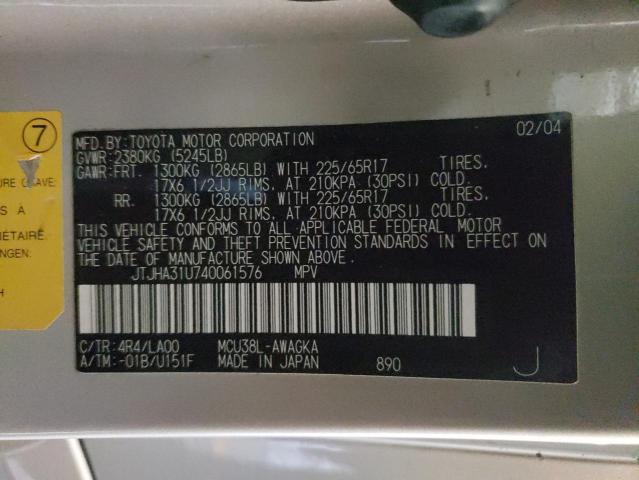 7
MFD.BY:TOYOTA MOTOR CORPORATION 02/04
GVWR:2380KG (5245LB)
GAWR:FRT. 1300KG (2865LB) WITH 225/65R17 TIRES.
17X6 1/2JJ RIMS. AT 210KPA (30PSI) COLD.
RR. 1300KG (2865LB) WITH 225/65R17 TIRES.
17X6 1/2JJ RIMS. AT 210KPA (30PSI) COLD.
THIS VEHICLE CONFORMS TO ALL APPLICABLE FEDERAL MOTOR
VEHICLE SAFETY AND THEFT PREVENTION STANDARDS IN EFFECT ON
THE DATE OF MANUFACTURE SHOWN ABOVE.
JTJHA31U740061576 MPV
C/TR:4R4/LA00 MCU38L-AWAGKA
A/TM:-01B/U151F MADE IN JAPAN 890 J
URE GRAVE
S À
IÉTAIRE.
NGEN:
H